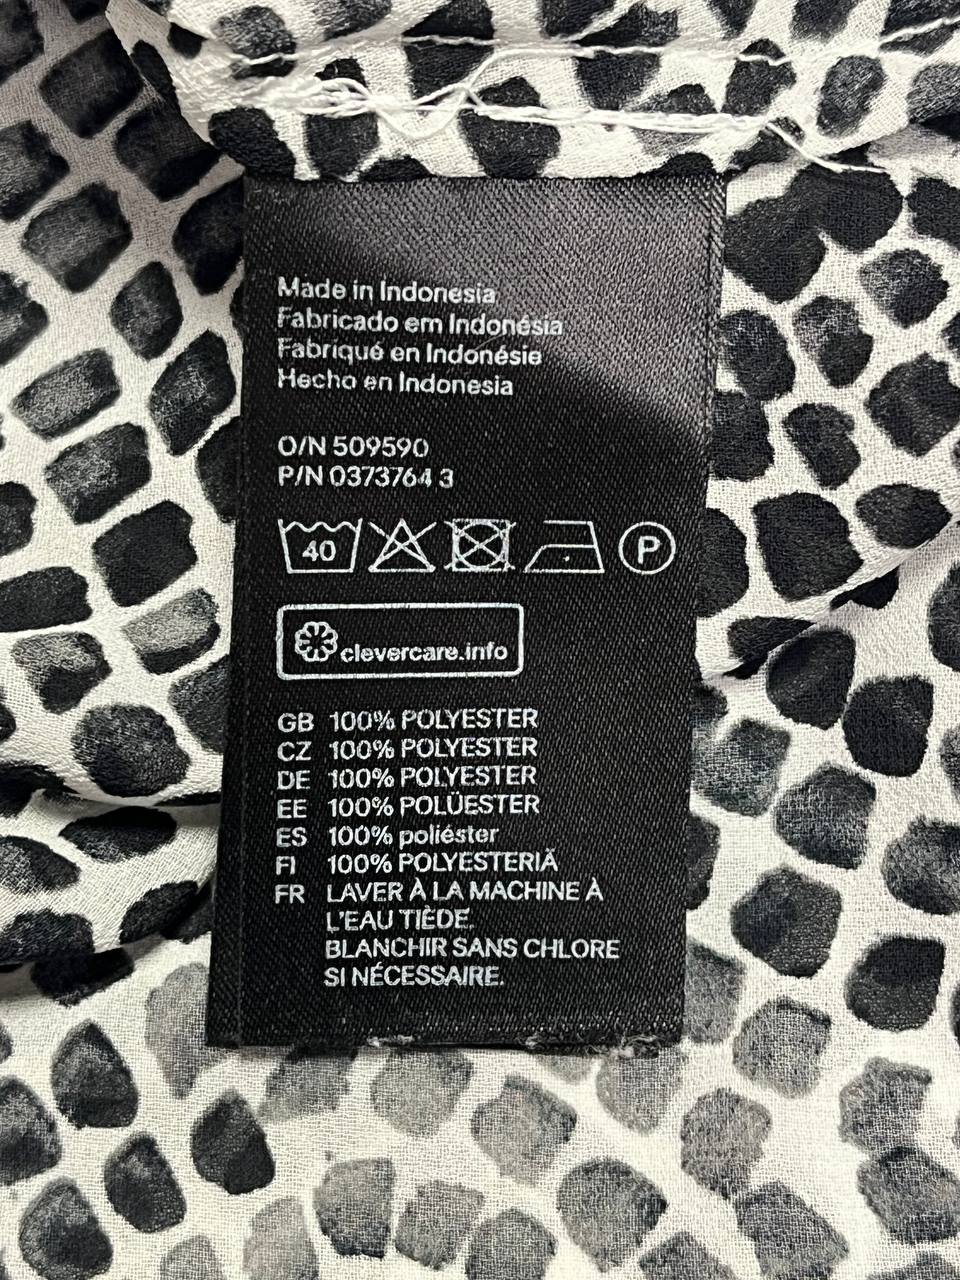 Made in Indonesia
Fabricado em Indonésia
Fabriqué en Indonésie
Hecho en Indonesia
O/N 509590
P/N 0373764 3
40 P
clevercare.info
GB 100% POLYESTER
CZ 100% POLYESTER
DE 100% POLYESTER
EE 100% POLÜESTER
ES 100% poliéster
FI 100% POLYESTERIÄ
FR LAVER À LA MACHINE À
L'EAU TIÈDE.
BLANCHIR SANS CHLORE
SI NÉCESSAIRE.